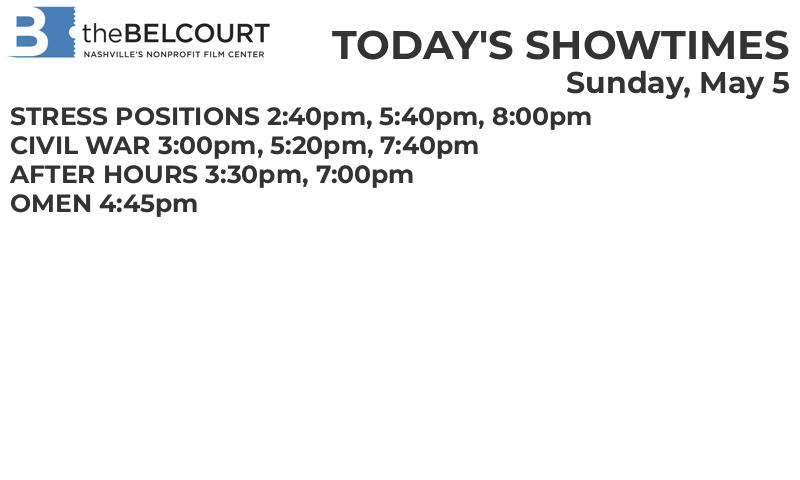 B theBELCOURT
NASHVILLE'S NONPROFIT FILM CENTER
TODAY'S SHOWTIMES
Sunday, May 5
STRESS POSITIONS 2:40pm, 5:40pm, 8:00pm
CIVIL WAR 3:00pm, 5:20pm, 7:40pm
AFTER HOURS 3:30pm, 7:00pm
OMEN 4:45pm